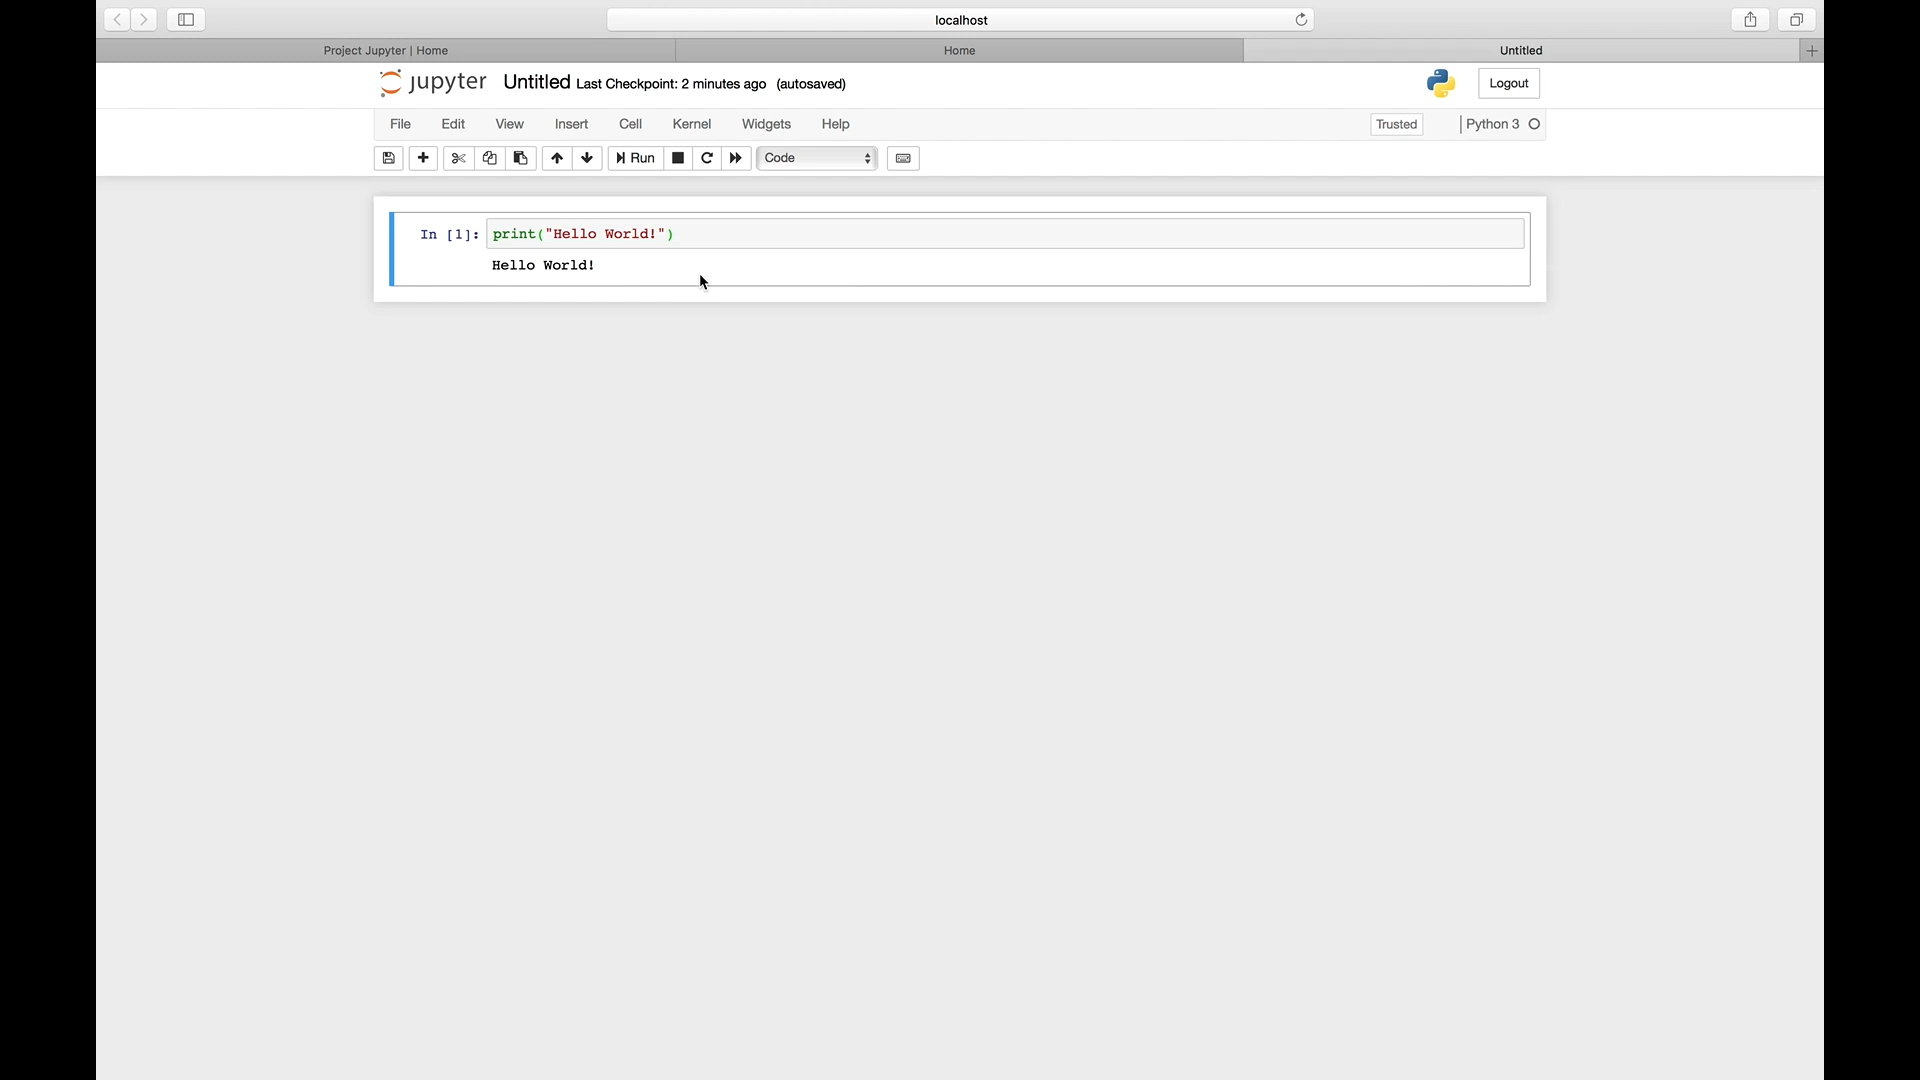 localhost
Project Jupyter | Home Home Untitled
jupyter Untitled Last Checkpoint: 2 minutes ago (autosaved) Logout
File Edit View Insert Cell Kernel Widgets Help Trusted Python 3
Run Code
In [1]: print("Hello World!")
Hello World!